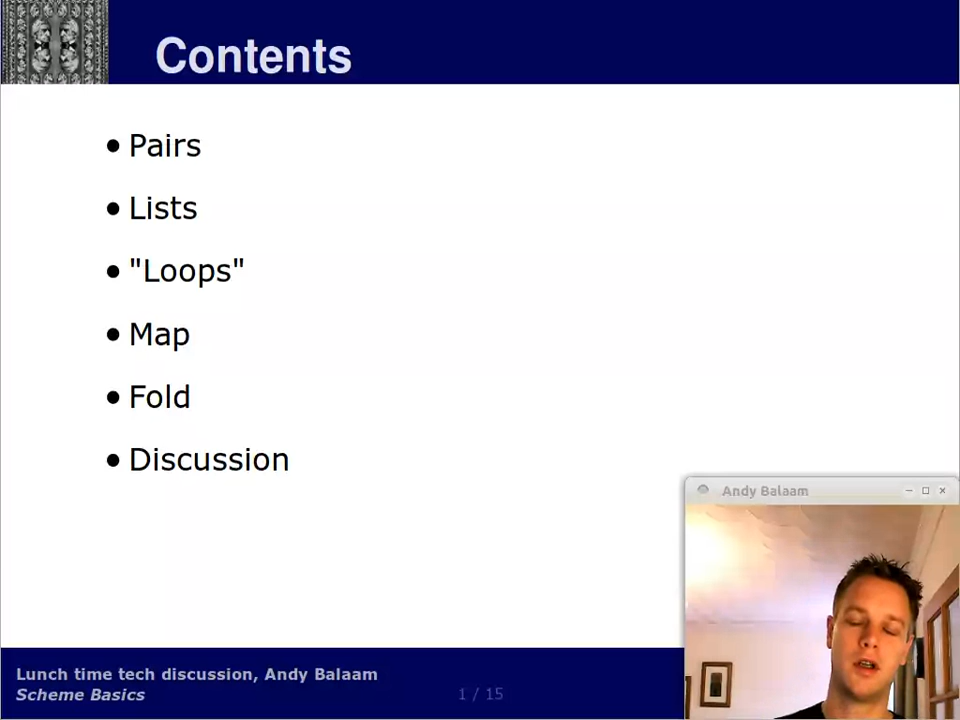 Contents
• Pairs
• Lists
• "Loops"
• Map
• Fold
• Discussion
Andy Balaam
Lunch time tech discussion, Andy Balaam
Scheme Basics
1 / 15